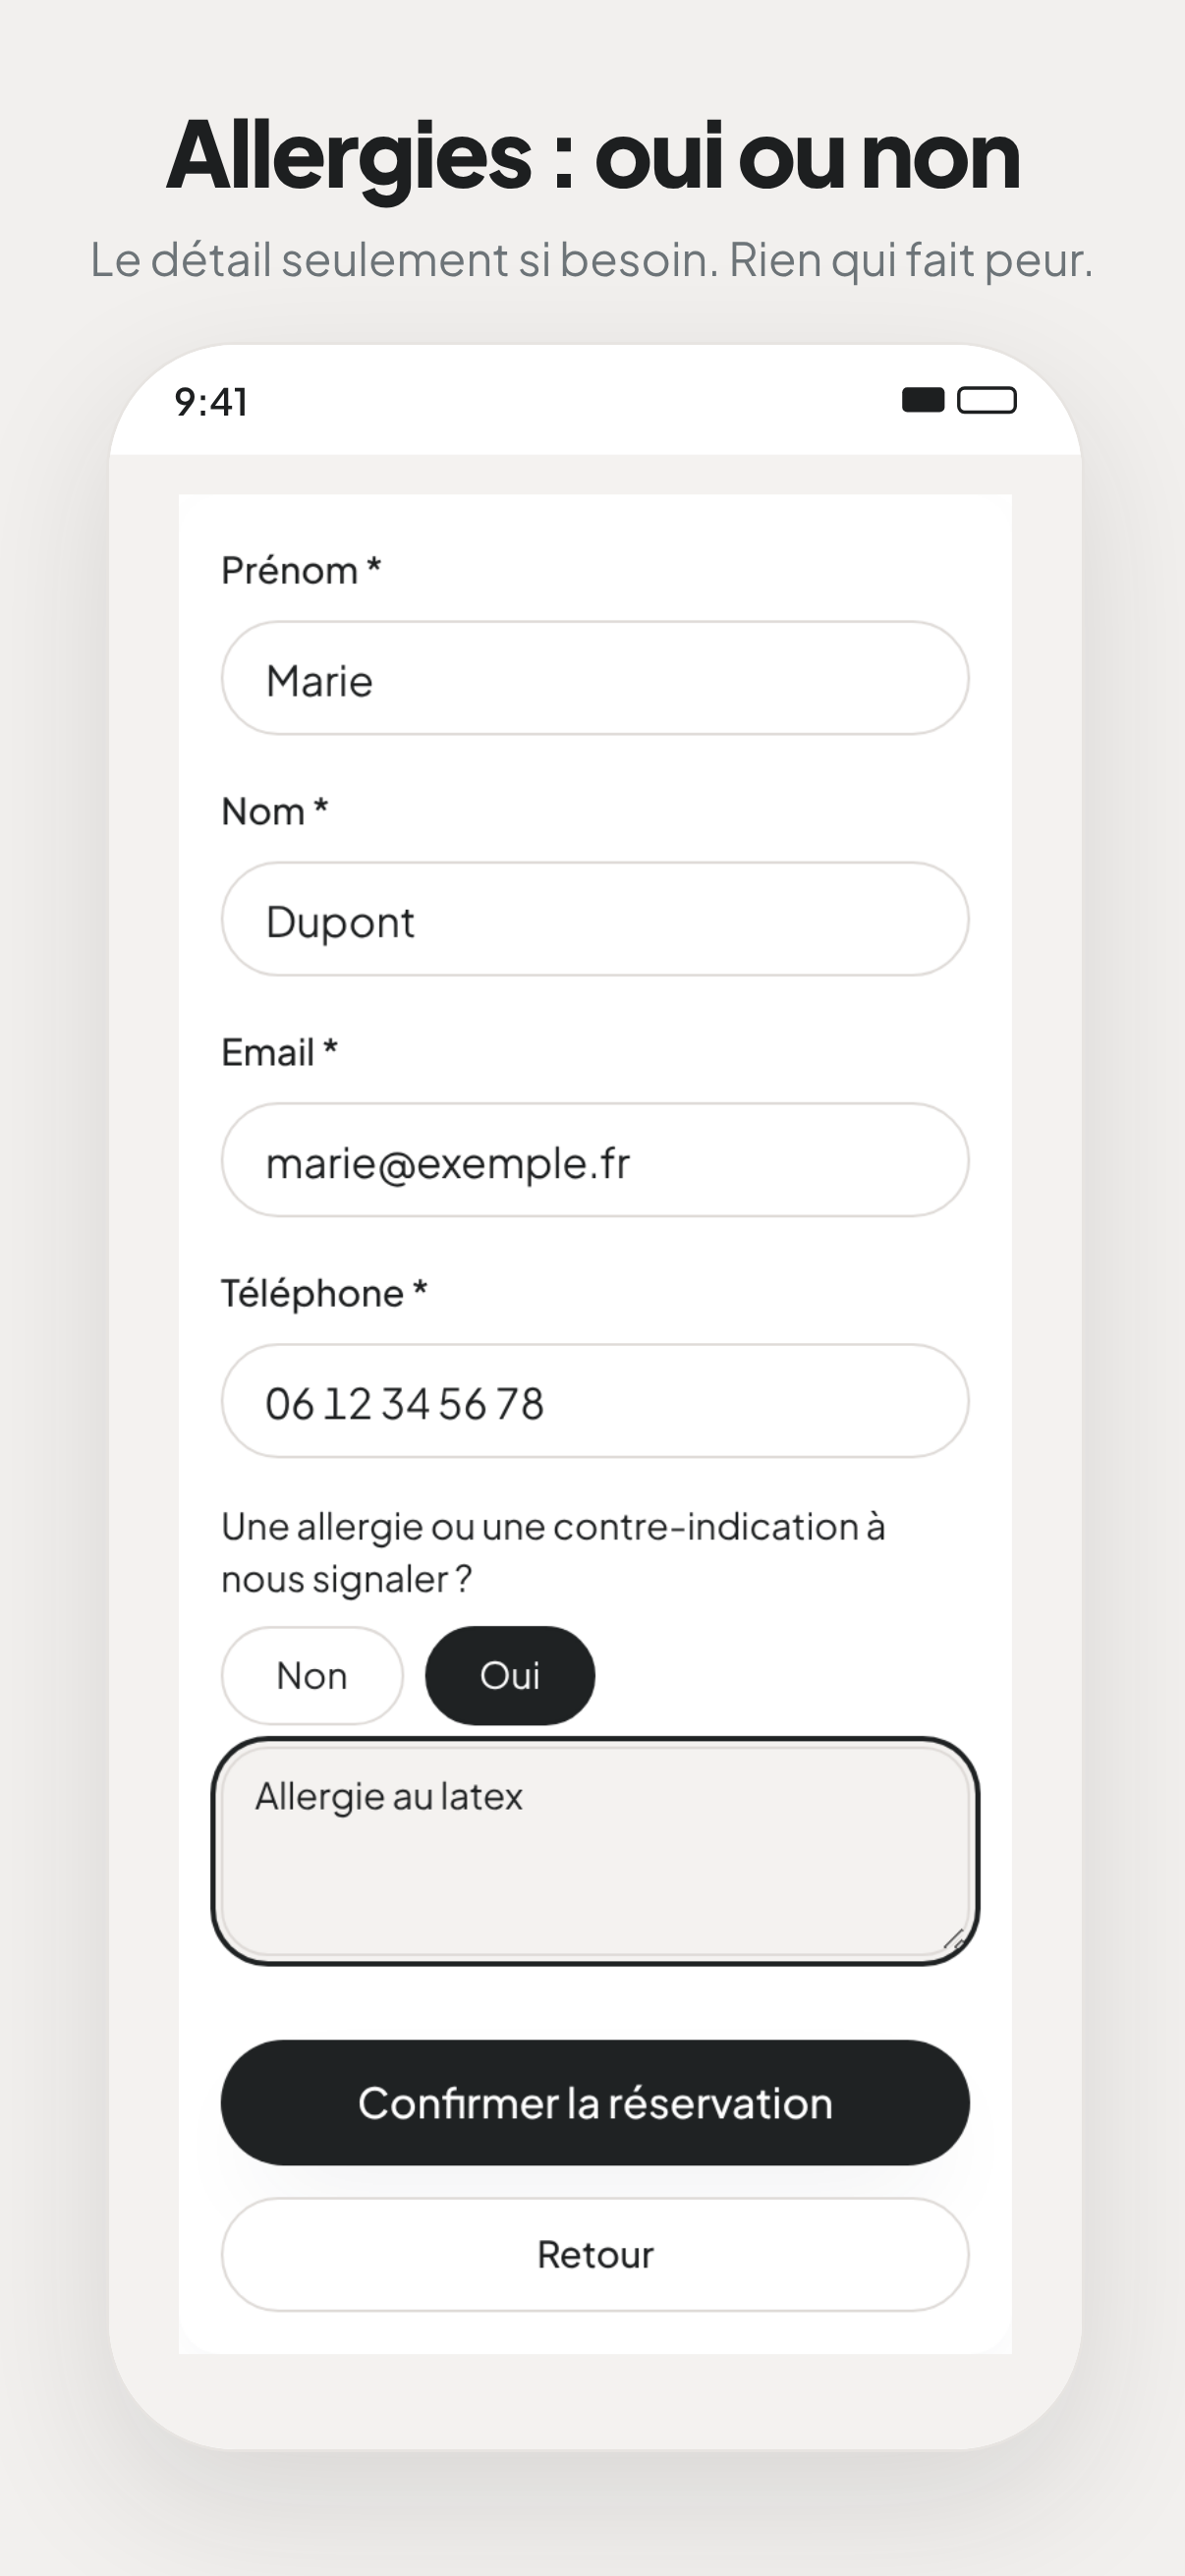 Allergies : oui ou non
Le détail seulement si besoin. Rien qui fait peur.
9:41
Prénom *
Marie
Nom *
Dupont
Email *
marie@exemple.fr
Téléphone *
06 12 34 56 78
Une allergie ou une contre-indication à
nous signaler ?
Non
Oui
Allergie au latex
Confirmer la réservation
Retour